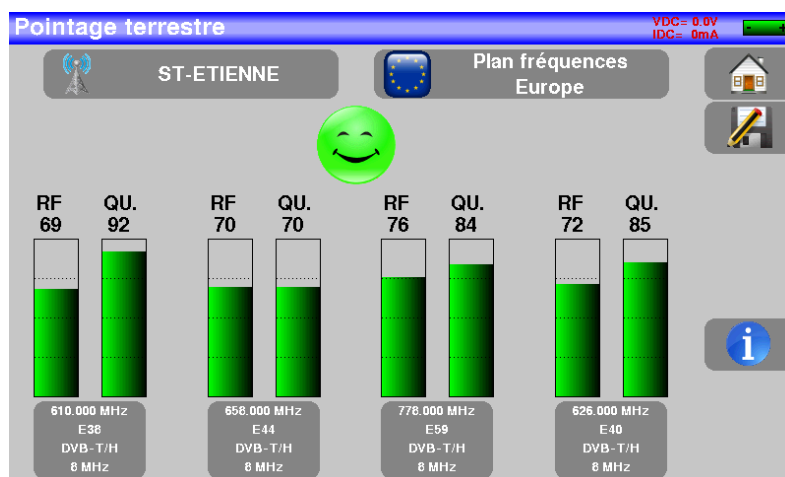 Pointage terrestre
VDC= 0.0V
IDC= 0mA
- +
ST-ETIENNE
Plan fréquences
Europe
RF QU. RF QU. RF QU. RF QU.
69 92 70 70 76 84 72 85
i
610.000 MHz
E38
DVB-T/H
8 MHz
658.000 MHz
E44
DVB-T/H
8 MHz
778.000 MHz
E59
DVB-T/H
8 MHz
626.000 MHz
E40
DVB-T/H
8 MHz